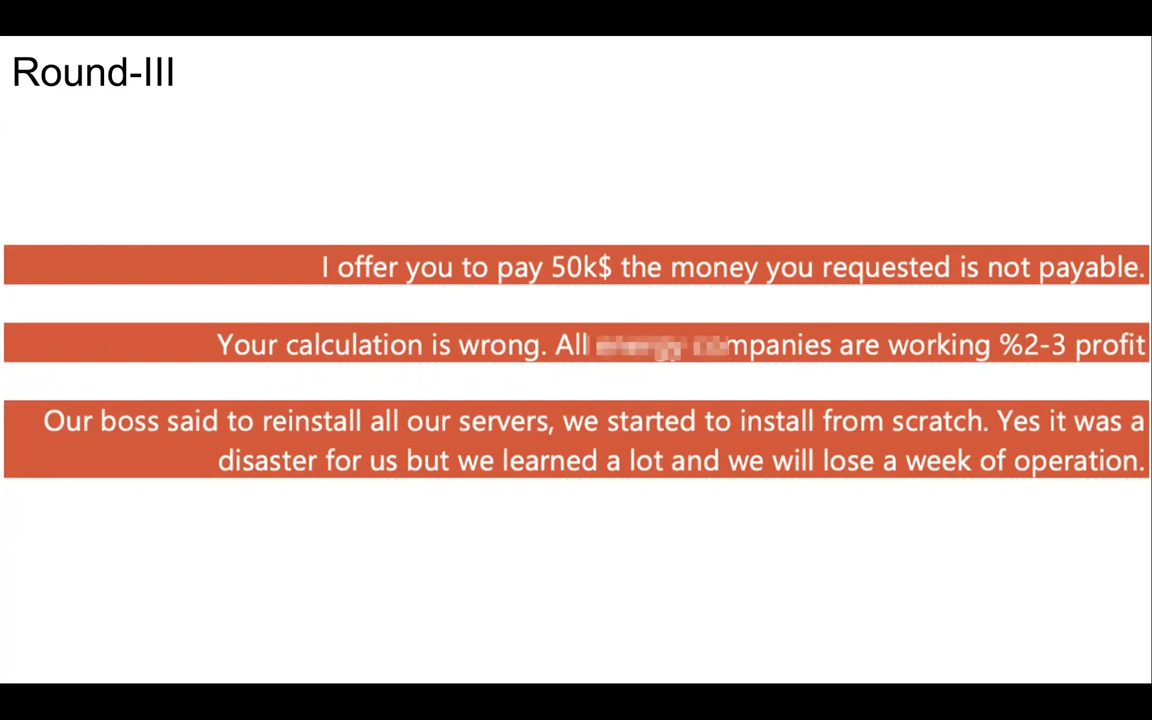 Round-III
I offer you to pay 50k$ the money you requested is not payable.
Your calculation is wrong. All mpanies are working %2-3 profit
Our boss said to reinstall all our servers, we started to install from scratch. Yes it was a
disaster for us but we learned a lot and we will lose a week of operation.